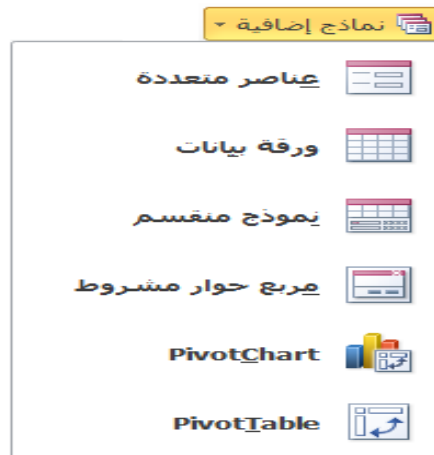 نماذج إضافية
عناصر متعددة
ورقة بيانات
نموذج منقسم
مربع حوار مشروط
PivotChart
PivotTable